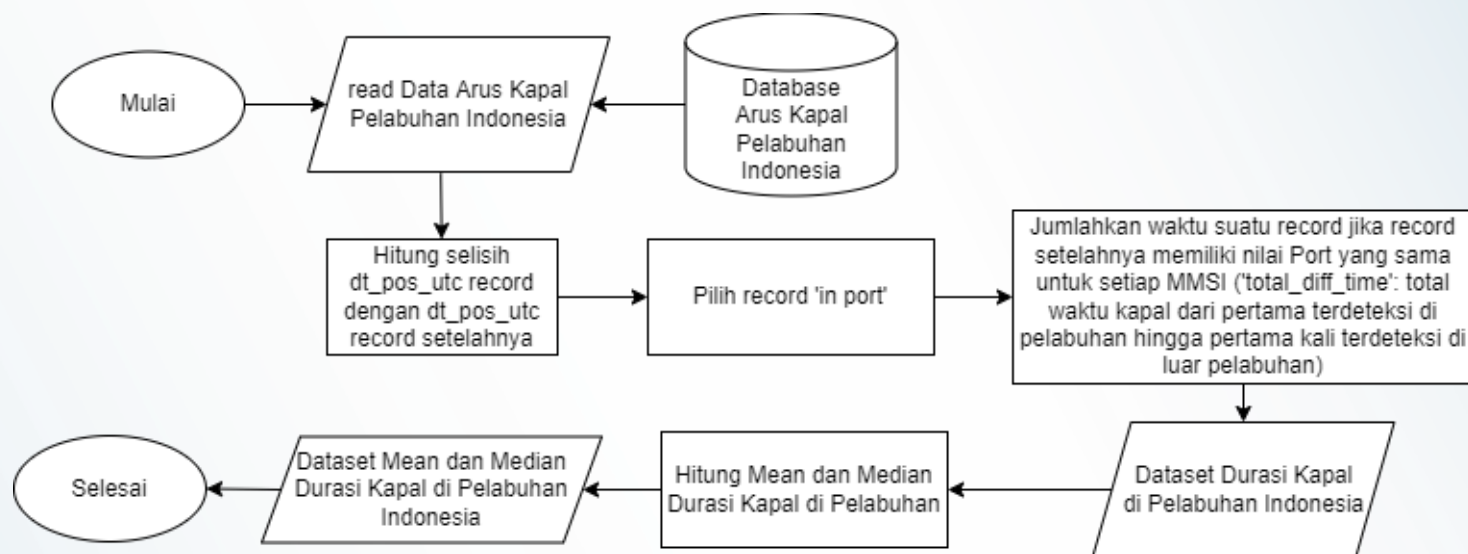 Mulai
read Data Arus Kapal
Pelabuhan Indonesia
Database
Arus Kapal
Pelabuhan
Indonesia
Hitung selisih
dt_pos_utc record
dengan dt_pos_utc
record setelahnya
Pilih record 'in port'
Jumlahkan waktu suatu record jika record
setelahnya memiliki nilai Port yang sama
untuk setiap MMSI ('total_diff_time': total
waktu kapal dari pertama terdeteksi di
pelabuhan hingga pertama kali terdeteksi di
luar pelabuhan)
Dataset Durasi Kapal
di Pelabuhan Indonesia
Hitung Mean dan Median
Durasi Kapal di Pelabuhan
Dataset Mean dan Median
Durasi Kapal di Pelabuhan
Indonesia
Selesai